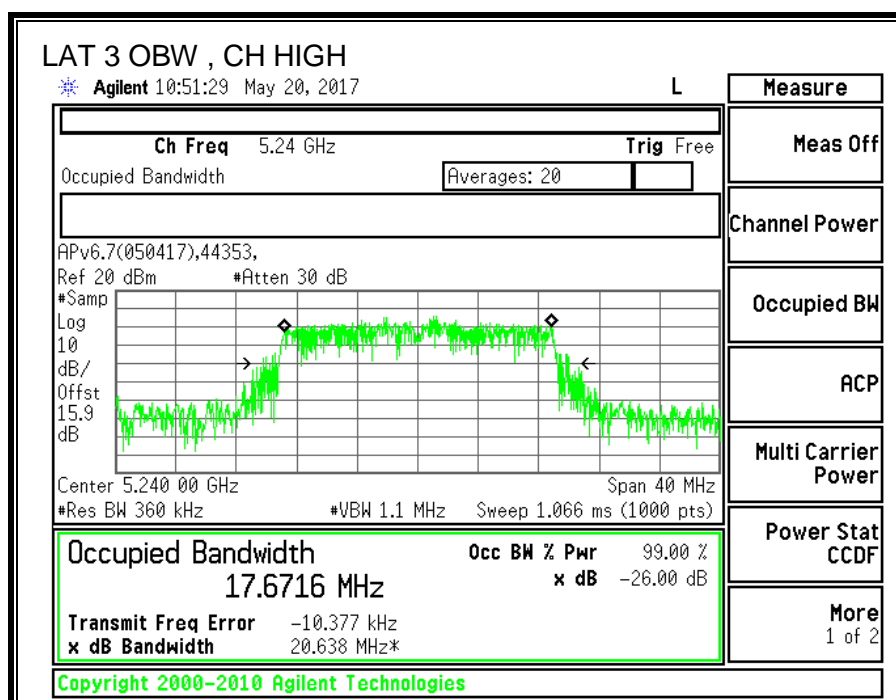 LAT 3 OBW , CH HIGH
Agilent 10:51:29 May 20, 2017 L
Measure
Ch Freq 5.24 GHz Trig Free
Meas Off
Occupied Bandwidth Averages: 20
Channel Power
APv6.7(050417),44353,
Ref 20 dBm #Atten 30 dB
#Samp
Log
10
dB/
Offst
15.9
dB
Occupied BW
ACP
Multi Carrier
Power
Center 5.240 00 GHz Span 40 MHz
#Res BW 360 kHz #VBW 1.1 MHz Sweep 1.066 ms (1000 pts)
Power Stat
CCDF
Occupied Bandwidth Occ BW % Pwr 99.00 %
17.6716 MHz x dB -26.00 dB
Transmit Freq Error -10.377 kHz
x dB Bandwidth 20.638 MHz*
More
1 of 2
Copyright 2000-2010 Agilent Technologies